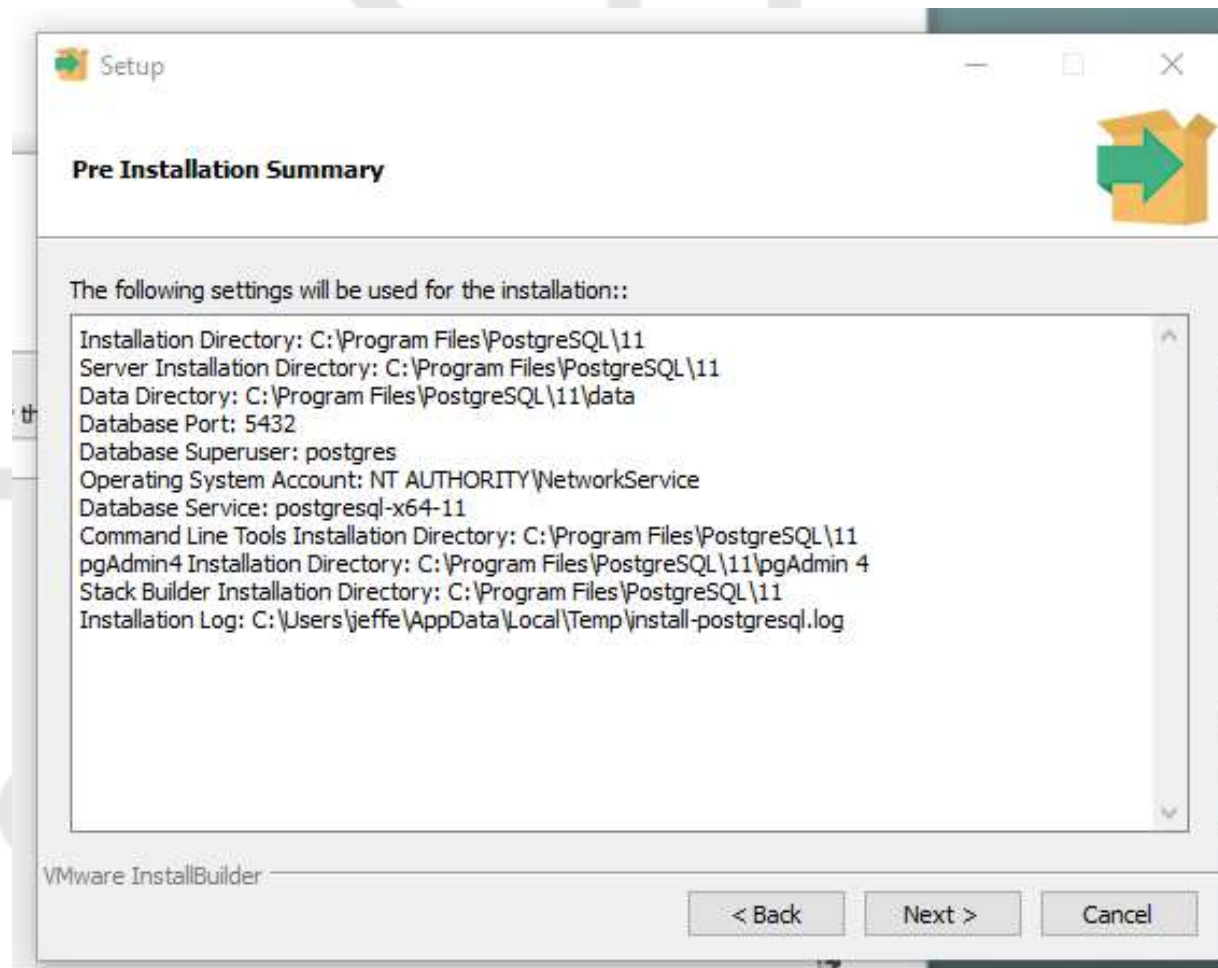 Setup
Pre Installation Summary
The following settings will be used for the installation::
Installation Directory: C:\Program Files\PostgreSQL\11
Server Installation Directory: C:\Program Files\PostgreSQL\11
Data Directory: C:\Program Files\PostgreSQL\11\data
Database Port: 5432
Database Superuser: postgres
Operating System Account: NT AUTHORITY\NetworkService
Database Service: postgresql-x64-11
Command Line Tools Installation Directory: C:\Program Files\PostgreSQL\11
pgAdmin4 Installation Directory: C:\Program Files\PostgreSQL\11\pgAdmin 4
Stack Builder Installation Directory: C:\Program Files\PostgreSQL\11
Installation Log: C:\Users\jeffe\AppData\Local\Temp\install-postgresql.log
VMware InstallBuilder
< Back Next > Cancel